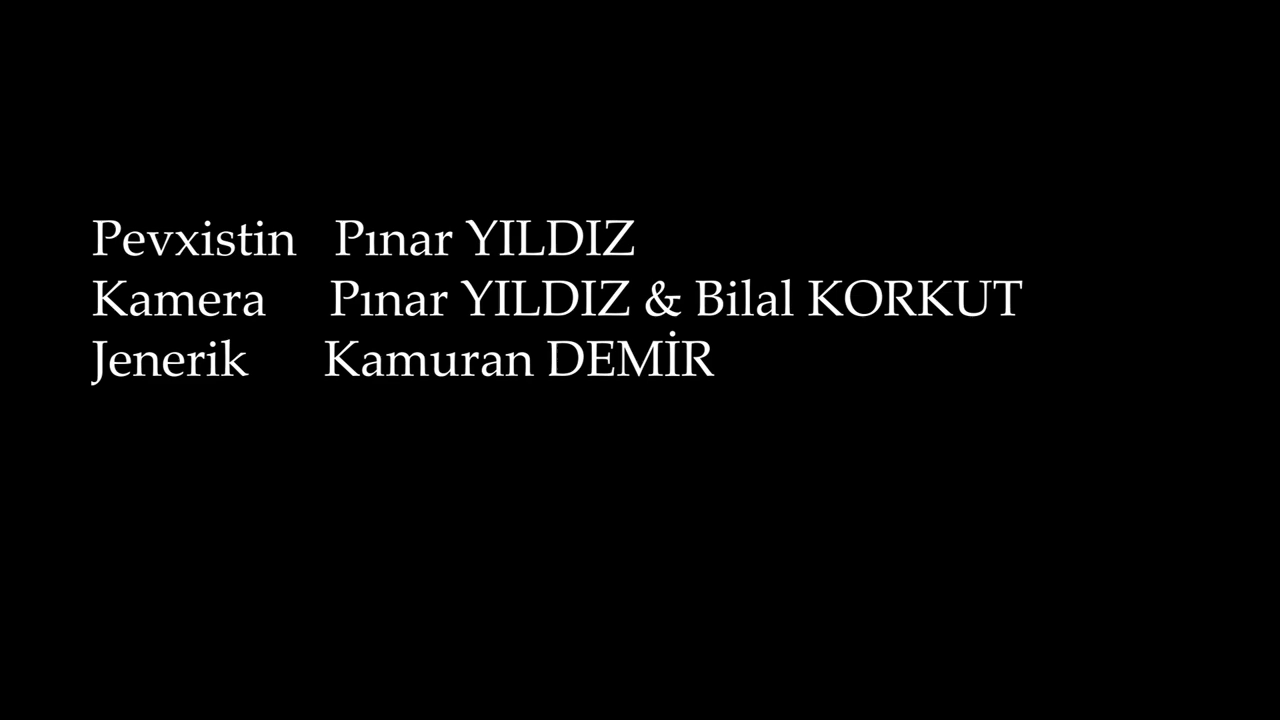 Pevxistin Pınar YILDIZ
Kamera Pınar YILDIZ & Bilal KORKUT
Jenerik Kamuran DEMİR